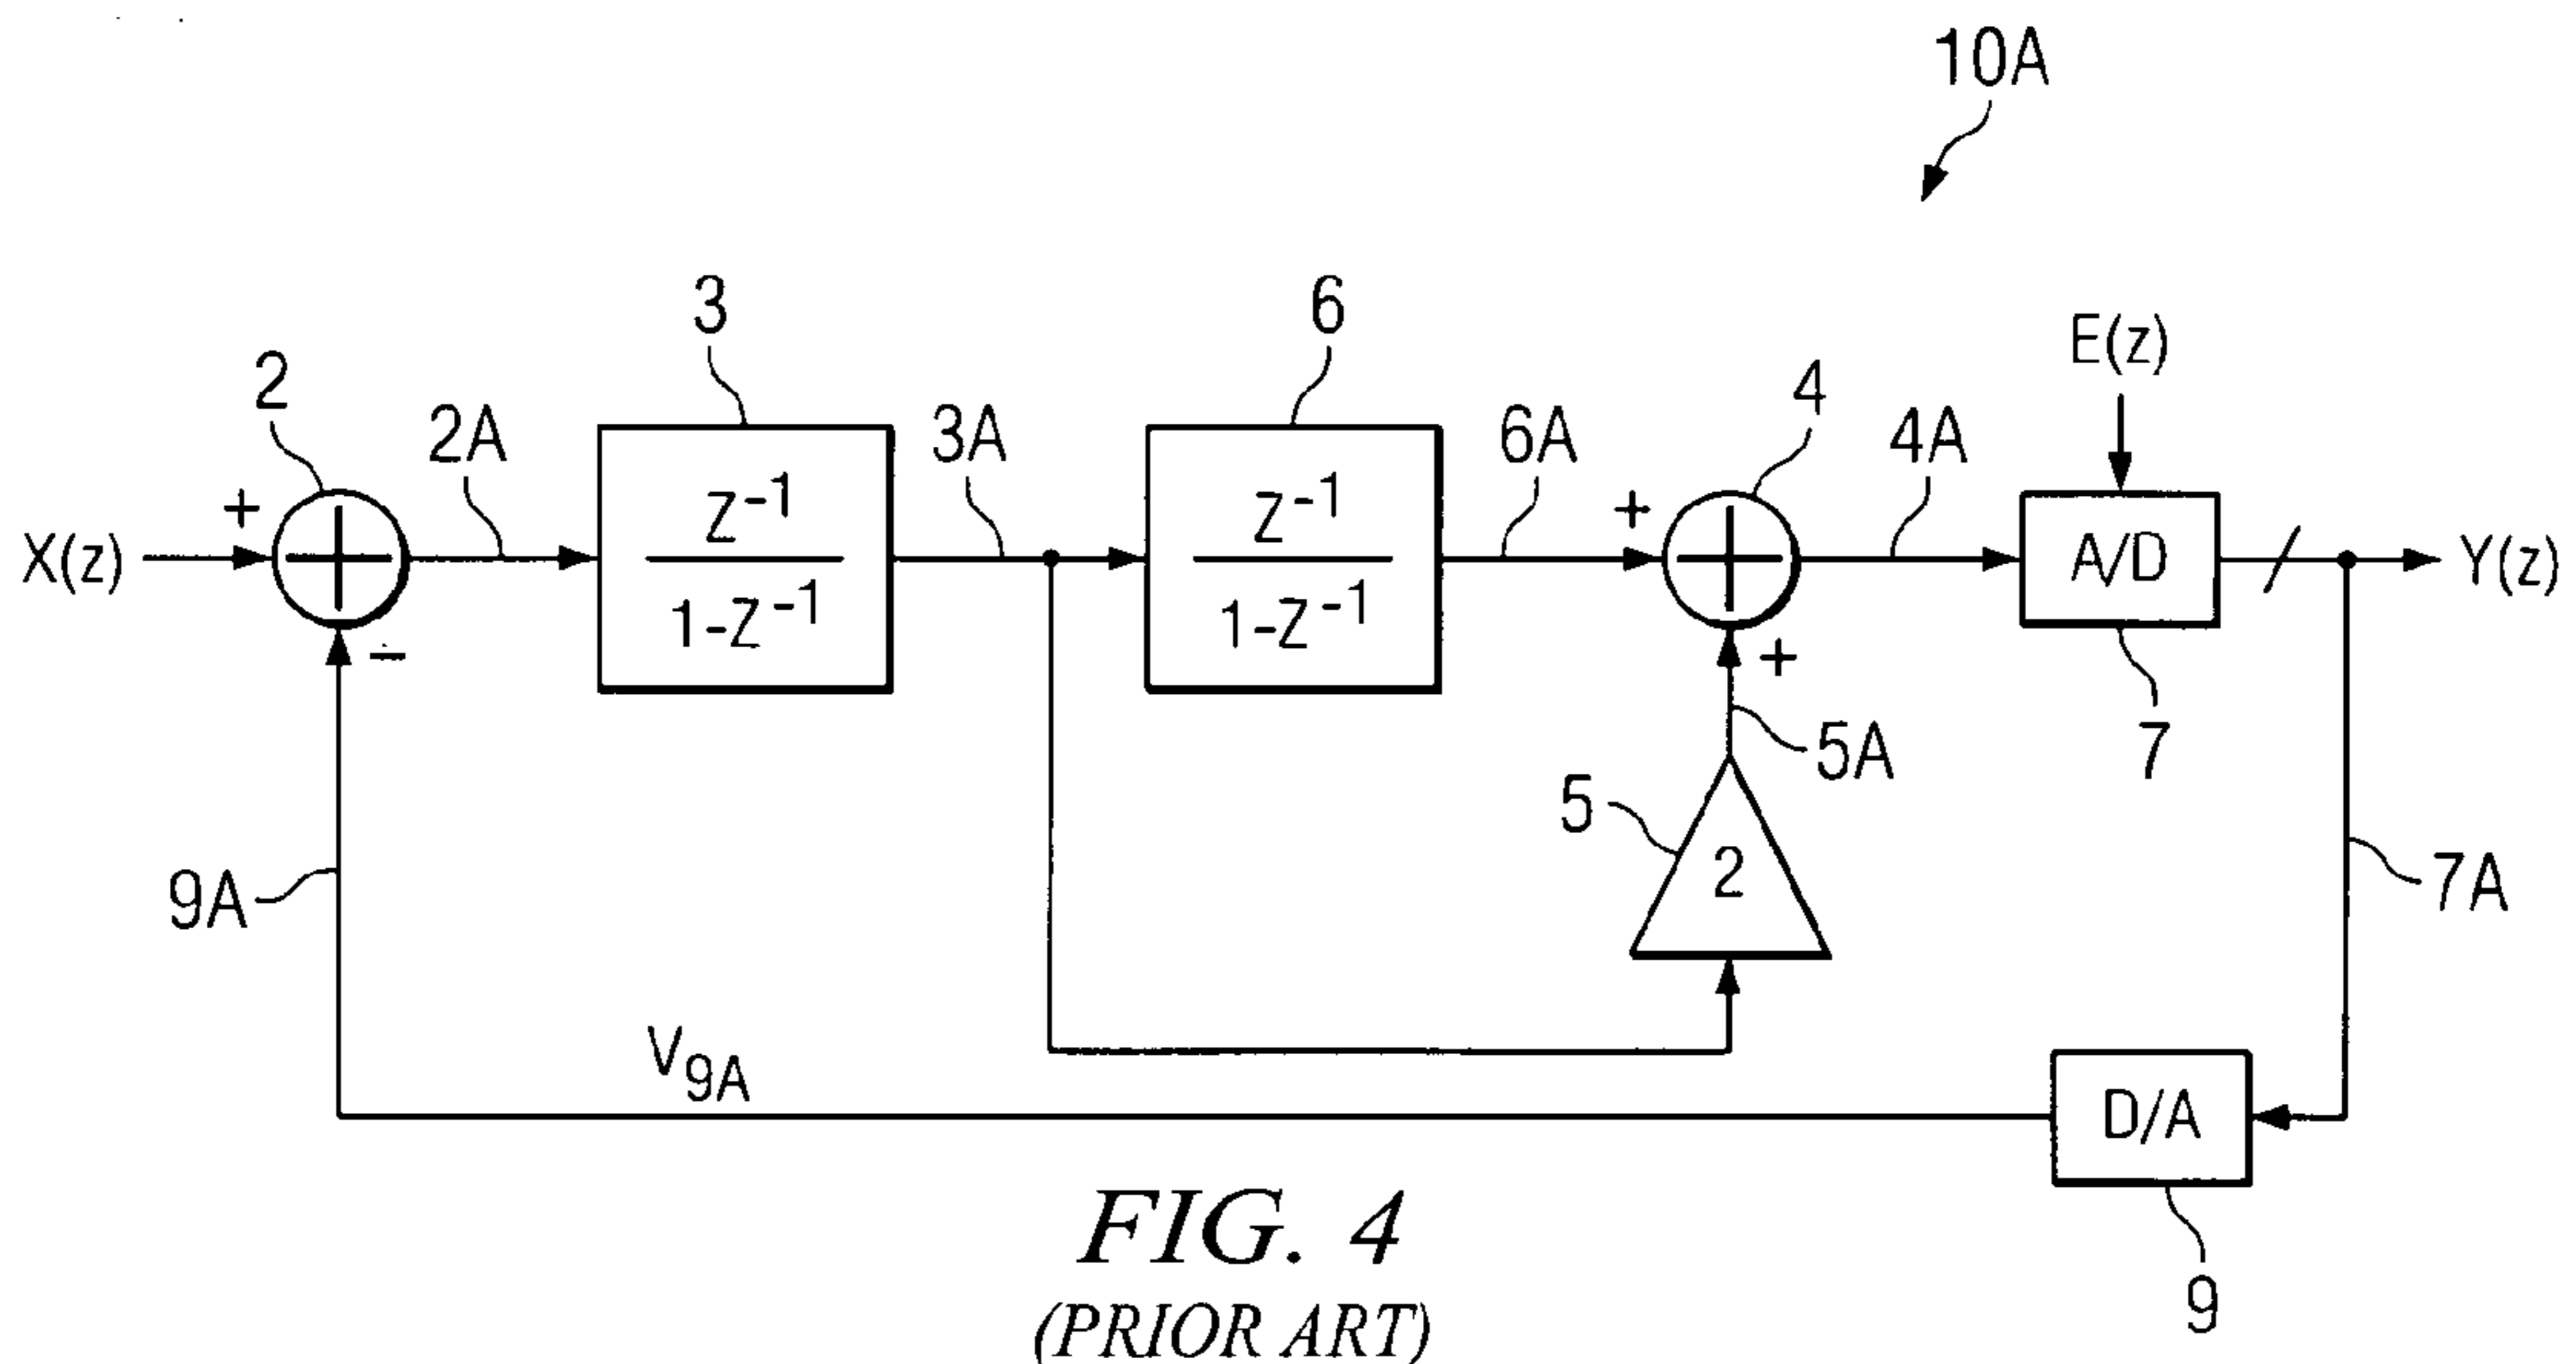 10A
3
6
E(z)
2
2A
3A
6A
4
4A
+
+
X(z)
Z⁻¹
1-Z⁻¹
Z⁻¹
1-Z⁻¹
A/D
Y(z)
−
+
5A
7
5
2
9A
7A
V9A
D/A
9
FIG. 4
(PRIOR ART)